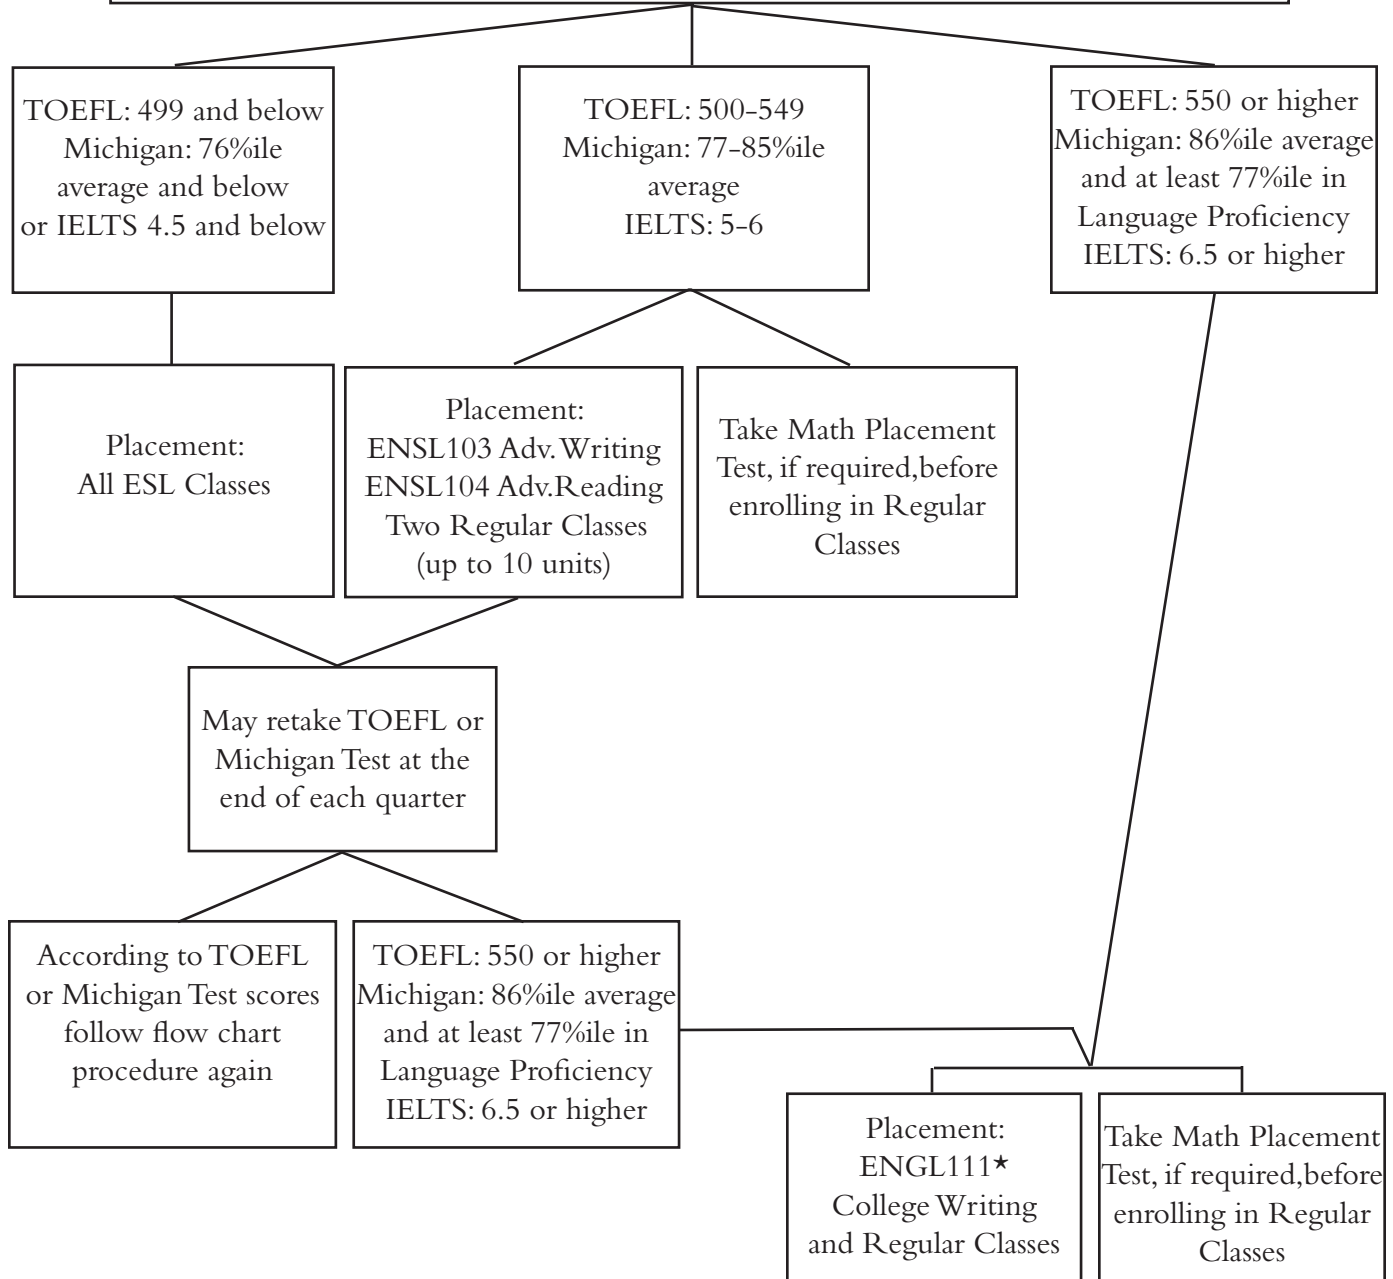 TOEFL: 499 and below
Michigan: 76%ile
average and below
or IELTS 4.5 and below
TOEFL: 500-549
Michigan: 77-85%ile
average
IELTS: 5-6
TOEFL: 550 or higher
Michigan: 86%ile average
and at least 77%ile in
Language Proficiency
IELTS: 6.5 or higher
Placement:
All ESL Classes
Placement:
ENSL103 Adv. Writing
ENSL104 Adv.Reading
Two Regular Classes
(up to 10 units)
Take Math Placement
Test, if required,before
enrolling in Regular
Classes
May retake TOEFL or
Michigan Test at the
end of each quarter
According to TOEFL
or Michigan Test scores
follow flow chart
procedure again
TOEFL: 550 or higher
Michigan: 86%ile average
and at least 77%ile in
Language Proficiency
IELTS: 6.5 or higher
Placement:
ENGL111★
College Writing
and Regular Classes
Take Math Placement
Test, if required,before
enrolling in Regular
Classes